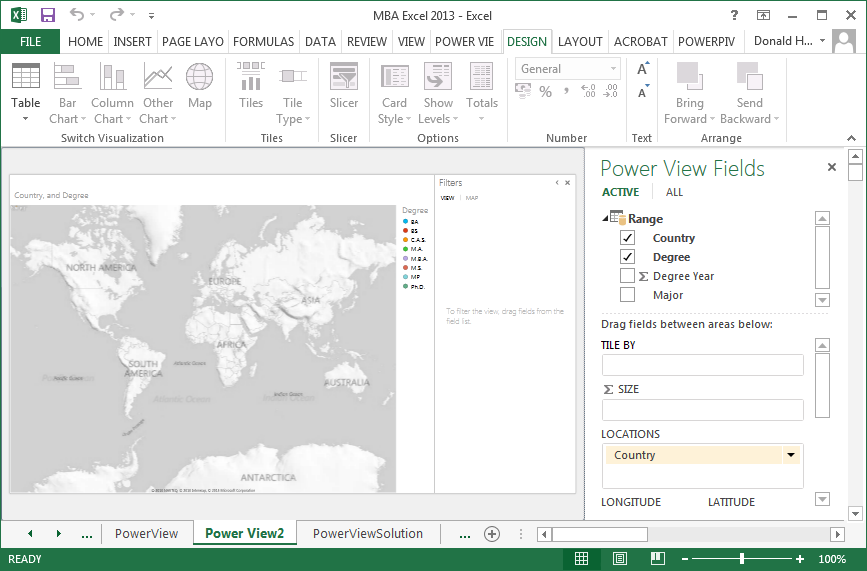 MBA Excel 2013 - Excel
FILE HOME INSERT PAGE LAYO FORMULAS DATA REVIEW VIEW POWER VIE DESIGN LAYOUT ACROBAT POWERPIV Donald H...
Table Bar Chart Column Chart Other Chart Map
Switch Visualization
Tiles Tile Type
Tiles
Slicer
Slicer
Card Style Show Levels Totals
Options
General
% , .00
Number
A A
Text
Bring Forward Send Backward
Arrange
Country, and Degree
NORTH AMERICA
EUROPE
ASIA
AFRICA
SOUTH AMERICA
AUSTRALIA
ANTARCTICA
Pacific Ocean
Atlantic Ocean
Atlantic Ocean
Indian Ocean
Degree
BA
BS
C.A.S.
M.A.
M.B.A.
M.S.
MP
Ph.D.
Filters
VIEW | MAP
To filter the view, drag fields from the
field list.
Power View Fields
ACTIVE ALL
Range
Country
Degree
Σ Degree Year
Major
Drag fields between areas below:
TILE BY
Σ SIZE
LOCATIONS
Country
LONGITUDE LATITUDE
... PowerView Power View2 PowerViewSolution ...
READY 100%